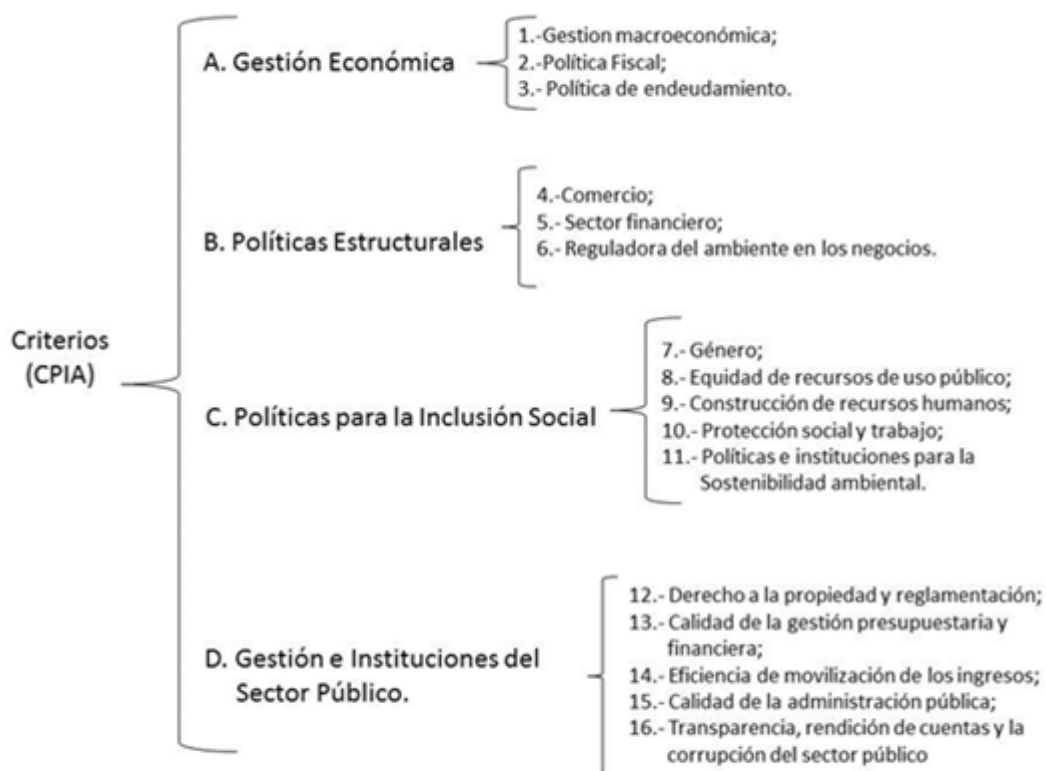 Criterios
(CPIA)
A. Gestión Económica
1.-Gestion macroeconómica;
2.-Política Fiscal;
3.- Política de endeudamiento.
B. Políticas Estructurales
4.-Comercio;
5.- Sector financiero;
6.- Reguladora del ambiente en los negocios.
C. Políticas para la Inclusión Social
7.- Género;
8.- Equidad de recursos de uso público;
9.- Construcción de recursos humanos;
10.- Protección social y trabajo;
11.- Políticas e instituciones para la
Sostenibilidad ambiental.
D. Gestión e Instituciones del
Sector Público.
12.- Derecho a la propiedad y reglamentación;
13.- Calidad de la gestión presupuestaria y
financiera;
14.- Eficiencia de movilización de los ingresos;
15.- Calidad de la administración pública;
16.- Transparencia, rendición de cuentas y la
corrupción del sector público